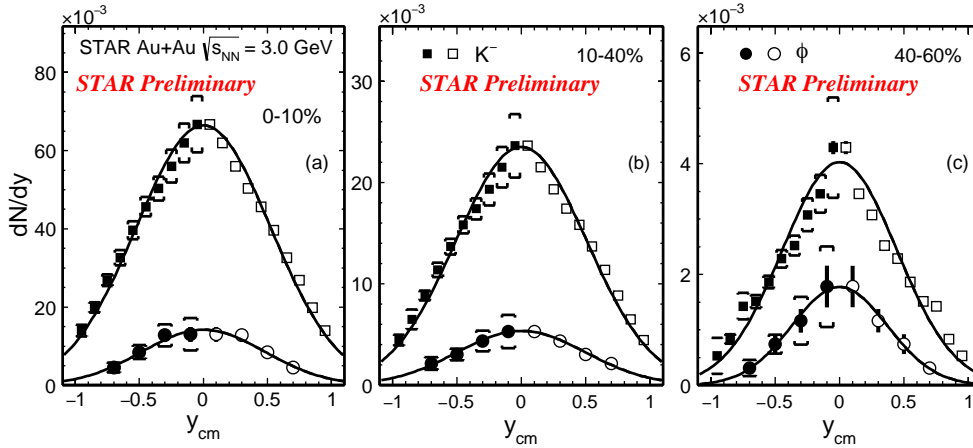 ×10⁻³ ×10⁻³ ×10⁻³
STAR Au+Au √s_NN = 3.0 GeV
STAR Preliminary
0-10%
(a)
K⁻ 10-40%
STAR Preliminary
(b)
ϕ 40-60%
STAR Preliminary
(c)
dN/dy
80
60
40
20
0
30
20
10
0
6
4
2
0
−1 −0.5 0 0.5 1
−1 −0.5 0 0.5 1
−1 −0.5 0 0.5 1
y_cm y_cm y_cm